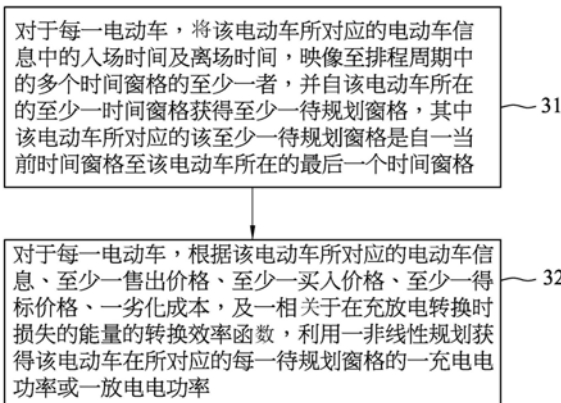 对于每一电动车，将该电动车所对应的电动车信
息中的入场时间及离场时间，映像至排程周期中
的多个时间窗格的至少一者，并自该电动车所在
的至少一时间窗格获得至少一待规划窗格，其中
该电动车所对应的该至少一待规划窗格是自一当
前时间窗格至该电动车所在的最后一个时间窗格
31
对于每一电动车，根据该电动车所对应的电动车信
息、至少一售出价格、至少一买入价格、至少一得
标价格、一劣化成本，及一相关于在充放电转换时
损失的能量的转换效率函数，利用一非线性规划获
得该电动车在所对应的每一待规划窗格的一充电电
功率或一放电电功率
32